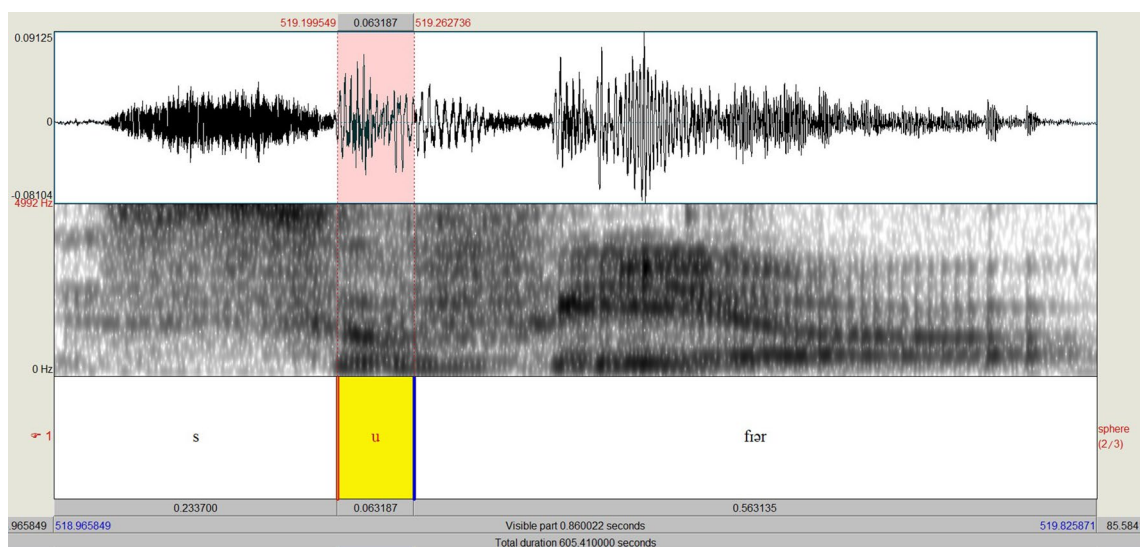 519.199549 0.063187 519.262736
0.09125
0
-0.08104
4992 Hz
0 Hz
1 s u fɪər sphere
(2/3)
0.233700 0.063187 0.563135
.965849 518.965849 Visible part 0.860022 seconds 519.825871 85.584
Total duration 605.410000 seconds